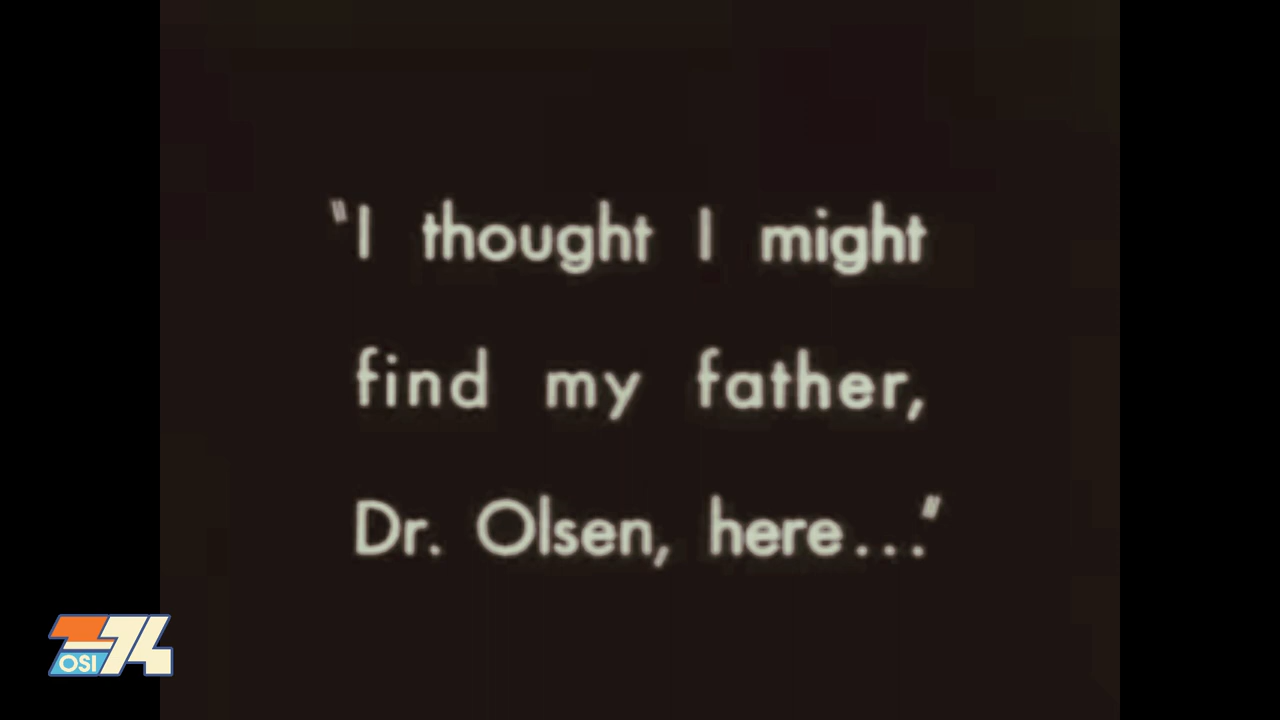 "I thought I might
find my father,
Dr. Olsen, here..."
OSI 74